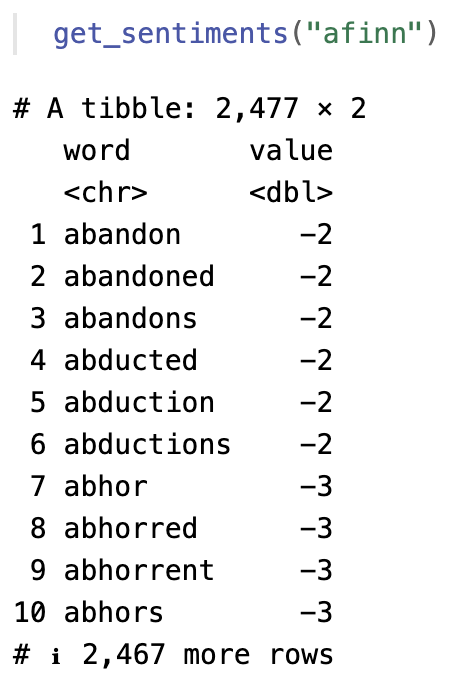 get_sentiments("afinn")
# A tibble: 2,477 × 2
word value
<chr> <dbl>
1 abandon -2
2 abandoned -2
3 abandons -2
4 abducted -2
5 abduction -2
6 abductions -2
7 abhor -3
8 abhorred -3
9 abhorrent -3
10 abhors -3
# ℹ 2,467 more rows